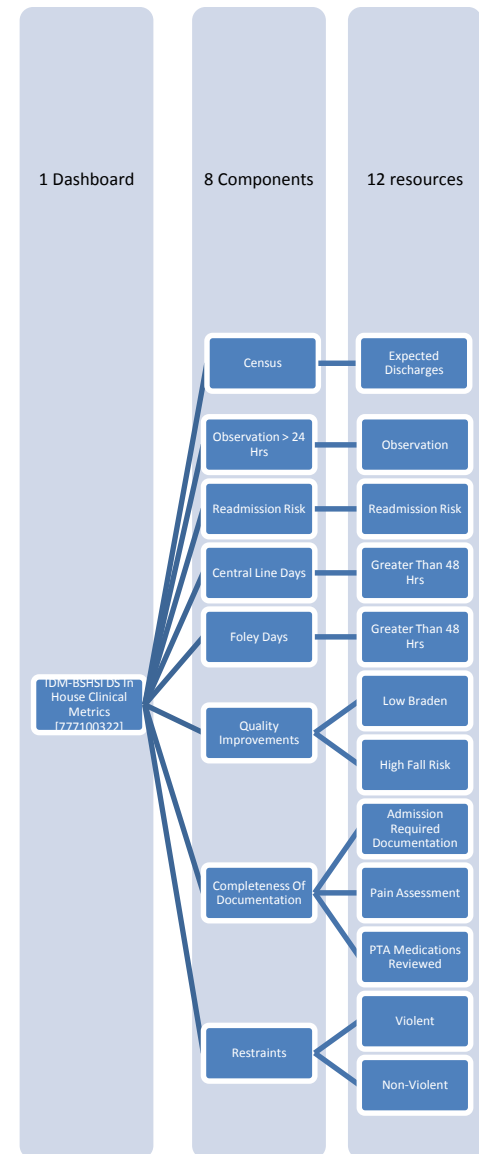 1 Dashboard
8 Components
12 resources
Census
Expected
Discharges
Observation > 24
Hrs
Observation
Readmission Risk
Readmission Risk
Central Line Days
Greater Than 48
Hrs
Foley Days
Greater Than 48
Hrs
IDM-BSHSI DS In
House Clinical
Metrics
[777100322]
Quality
Improvements
Low Braden
High Fall Risk
Completeness Of
Documentation
Admission
Required
Documentation
Pain Assessment
PTA Medications
Reviewed
Restraints
Violent
Non-Violent